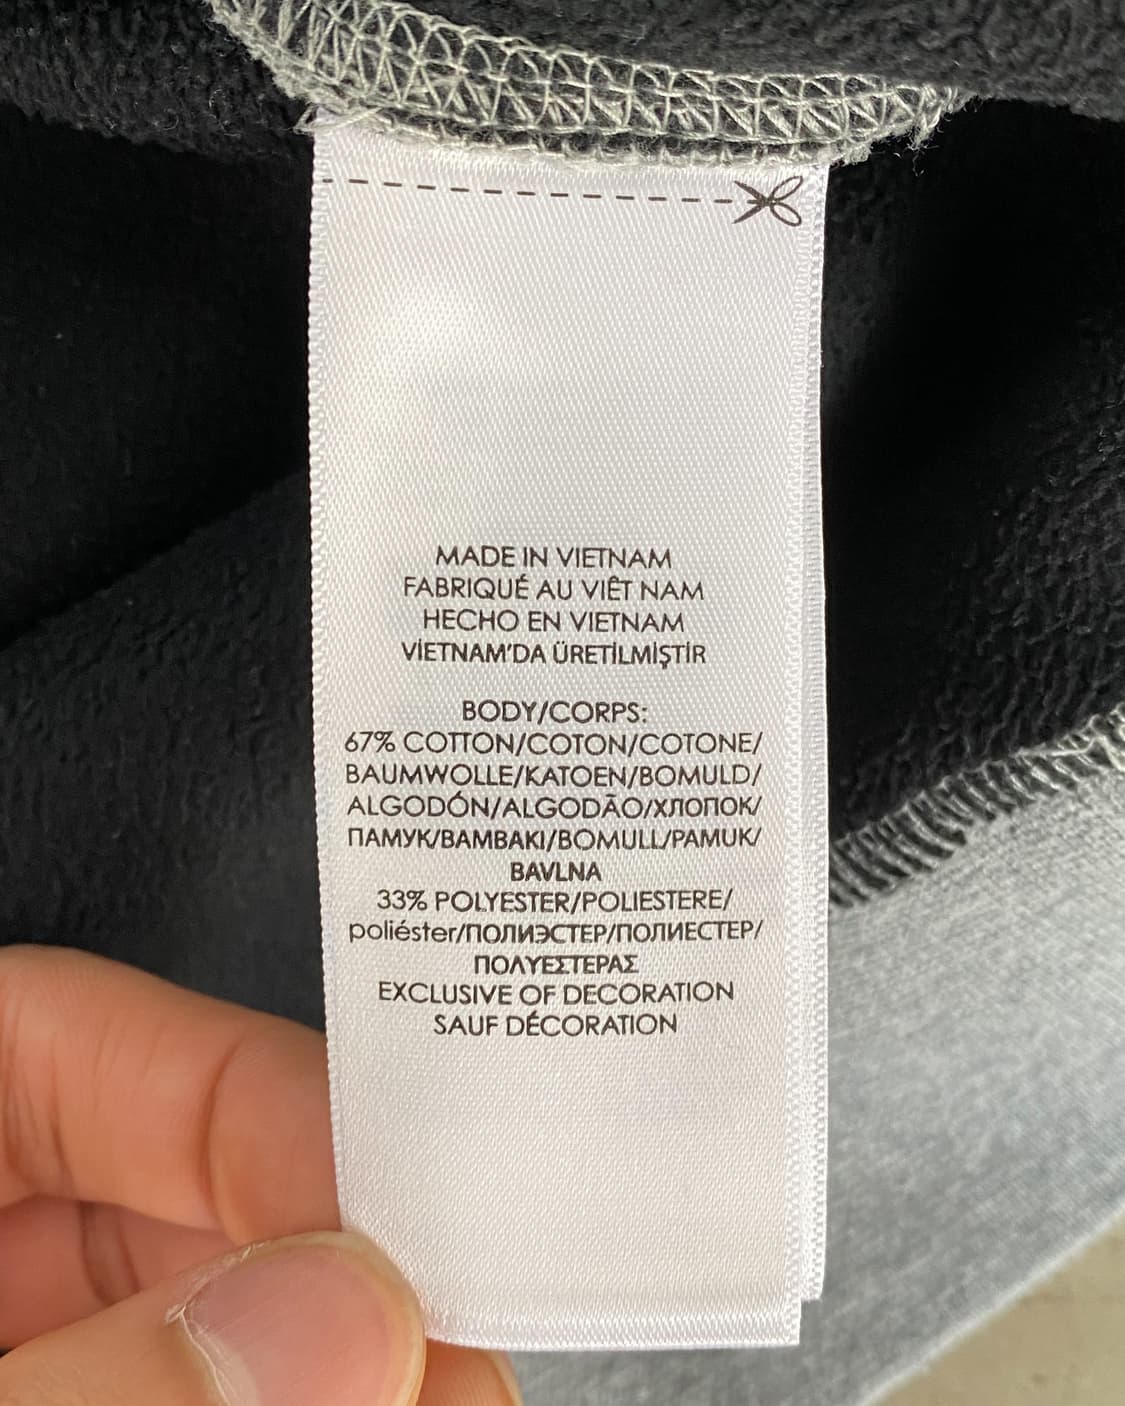 MADE IN VIETNAM
FABRIQUÉ AU VIÊT NAM
HECHO EN VIETNAM
VİETNAM'DA ÜRETİLMİŞTİR
BODY/CORPS:
67% COTTON/COTON/COTONE/
BAUMWOLLE/KATOEN/BOMULD/
ALGODÓN/ALGODÃO/ХЛОПОК/
ПАМУК/ΒΑΜΒΑΚΙ/BOMULL/PAMUK/
BAVLNA
33% POLYESTER/POLIESTERE/
poliéster/ПОЛИЭСТЕР/ПОЛИЕСТЕР/
ΠΟΛΥΕΣΤΕΡΑΣ
EXCLUSIVE OF DECORATION
SAUF DÉCORATION